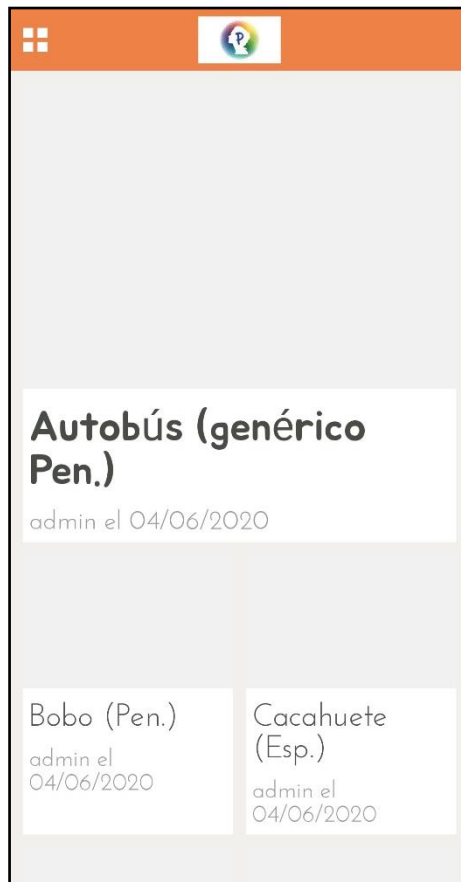 P
Autobús (genérico
Pen.)
admin el 04/06/2020
Bobo (Pen.)
admin el
04/06/2020
Cacahuete
(Esp.)
admin el
04/06/2020